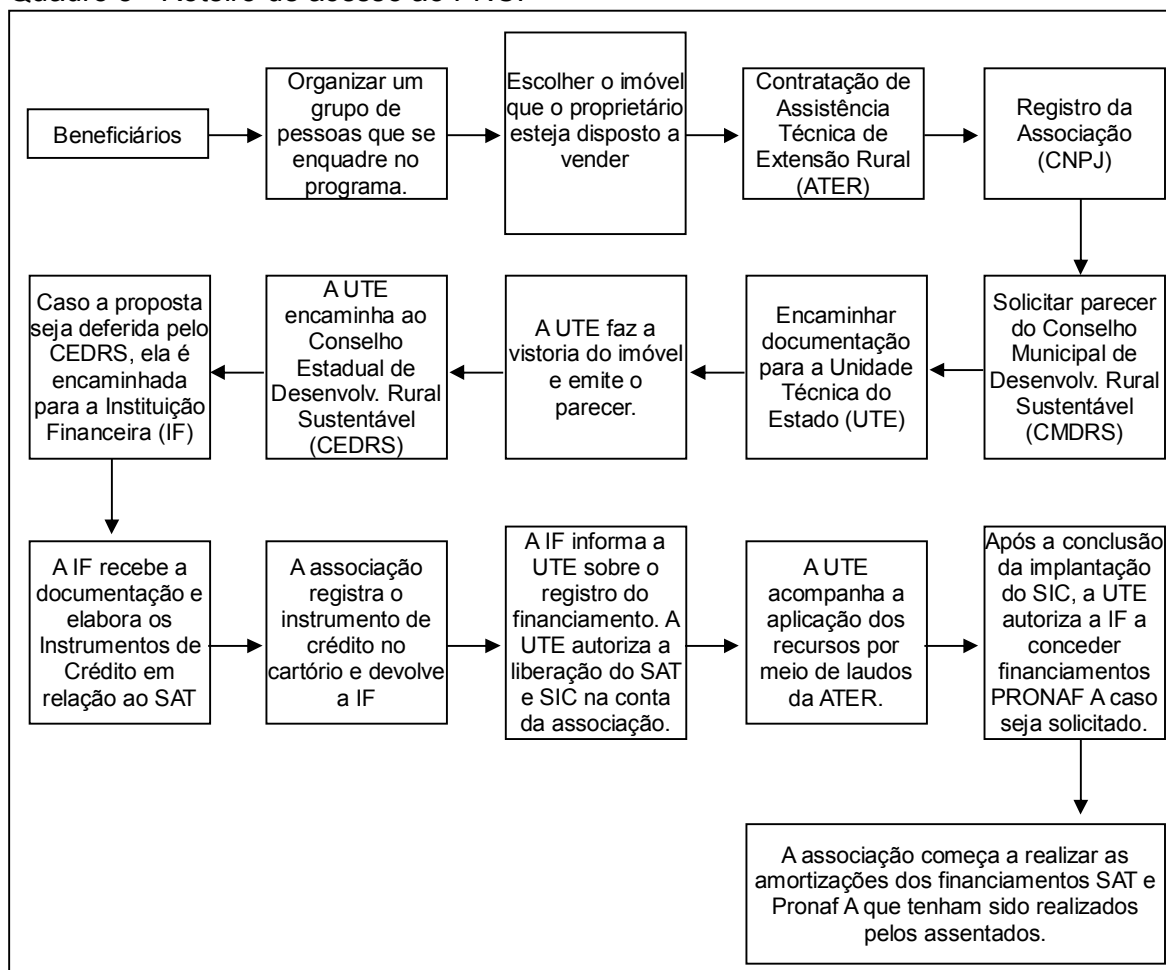 Beneficiários
Organizar um
grupo de
pessoas que se
enquadre no
programa.
Escolher o imóvel
que o proprietário
esteja disposto a
vender
Contratação de
Assistência
Técnica de
Extensão Rural
(ATER)
Registro da
Associação
(CNPJ)
Solicitar parecer
do Conselho
Municipal de
Desenvolv. Rural
Sustentável
(CMDRS)
Encaminhar
documentação
para a Unidade
Técnica do
Estado (UTE)
A UTE faz a
vistoria do imóvel
e emite o
parecer.
A UTE
encaminha ao
Conselho
Estadual de
Desenvolv. Rural
Sustentável
(CEDRS)
Caso a proposta
seja deferida pelo
CEDRS, ela é
encaminhada
para a Instituição
Financeira (IF)
A IF recebe a
documentação e
elabora os
Instrumentos de
Crédito em
relação ao SAT
A associação
registra o
instrumento de
crédito no
cartório e devolve
a IF
A IF informa a
UTE sobre o
registro do
financiamento. A
UTE autoriza a
liberação do SAT
e SIC na conta
da associação.
A UTE
acompanha a
aplicação dos
recursos por
meio de laudos
da ATER.
Após a conclusão
da implantação
do SIC, a UTE
autoriza a IF a
conceder
financiamentos
PRONAF A caso
seja solicitado.
A associação começa a realizar as
amortizações dos financiamentos SAT e
Pronaf A que tenham sido realizados
pelos assentados.